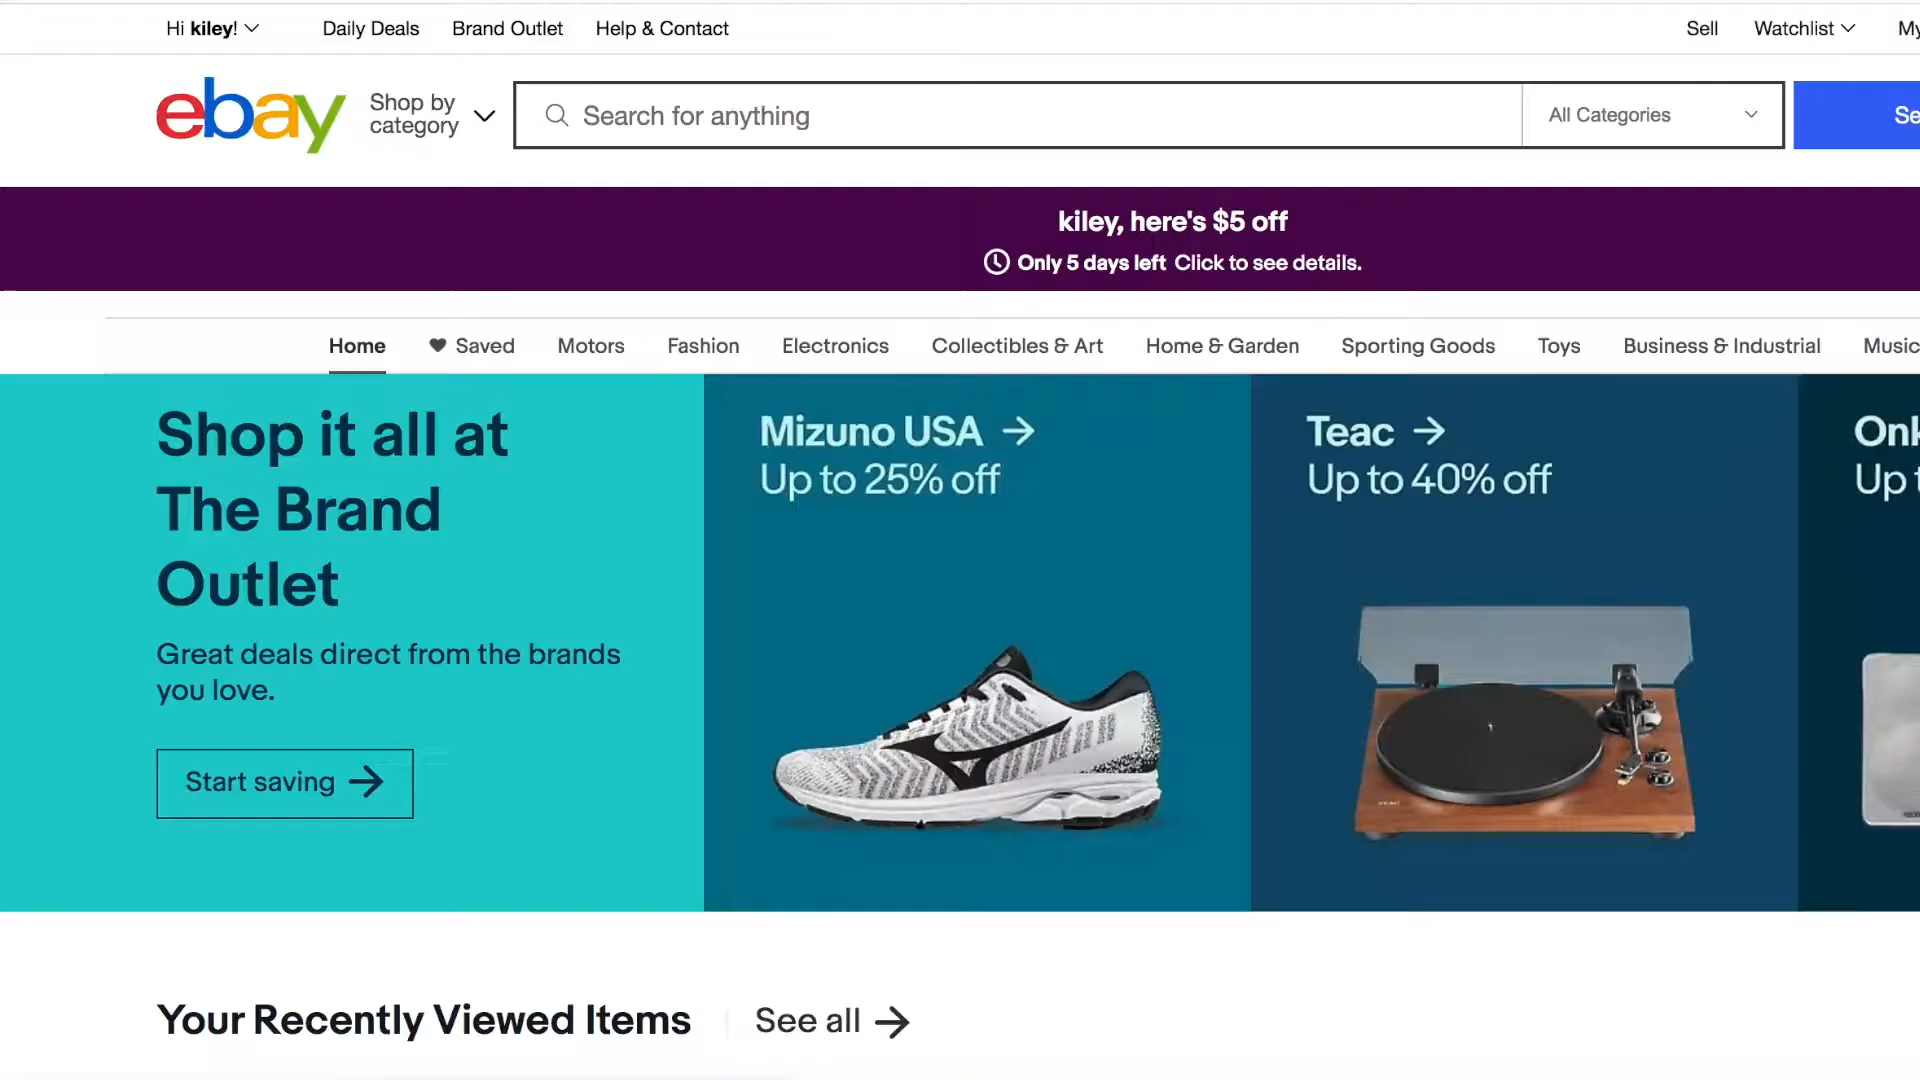 Hi kiley!
Daily Deals
Brand Outlet
Help & Contact
Sell
Watchlist
My
ebay
Shop by
category
Search for anything
All Categories
Se
kiley, here's $5 off
Only 5 days left Click to see details.
Home
Saved
Motors
Fashion
Electronics
Collectibles & Art
Home & Garden
Sporting Goods
Toys
Business & Industrial
Music
Shop it all at
The Brand
Outlet
Great deals direct from the brands
you love.
Start saving
Mizuno USA
Up to 25% off
Teac
Up to 40% off
Onk
Up t
Your Recently Viewed Items
See all